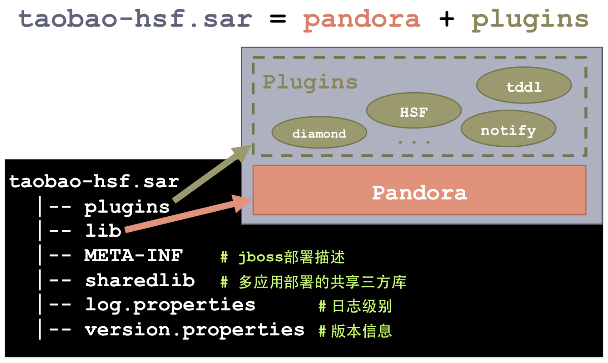 taobao-hsf.sar = pandora + plugins
Plugins
tddl
HSF
diamond
notify
...
Pandora
taobao-hsf.sar
|-- plugins
|-- lib
|-- META-INF # jboss部署描述
|-- sharedlib # 多应用部署的共享三方库
|-- log.properties # 日志级别
|-- version.properties # 版本信息